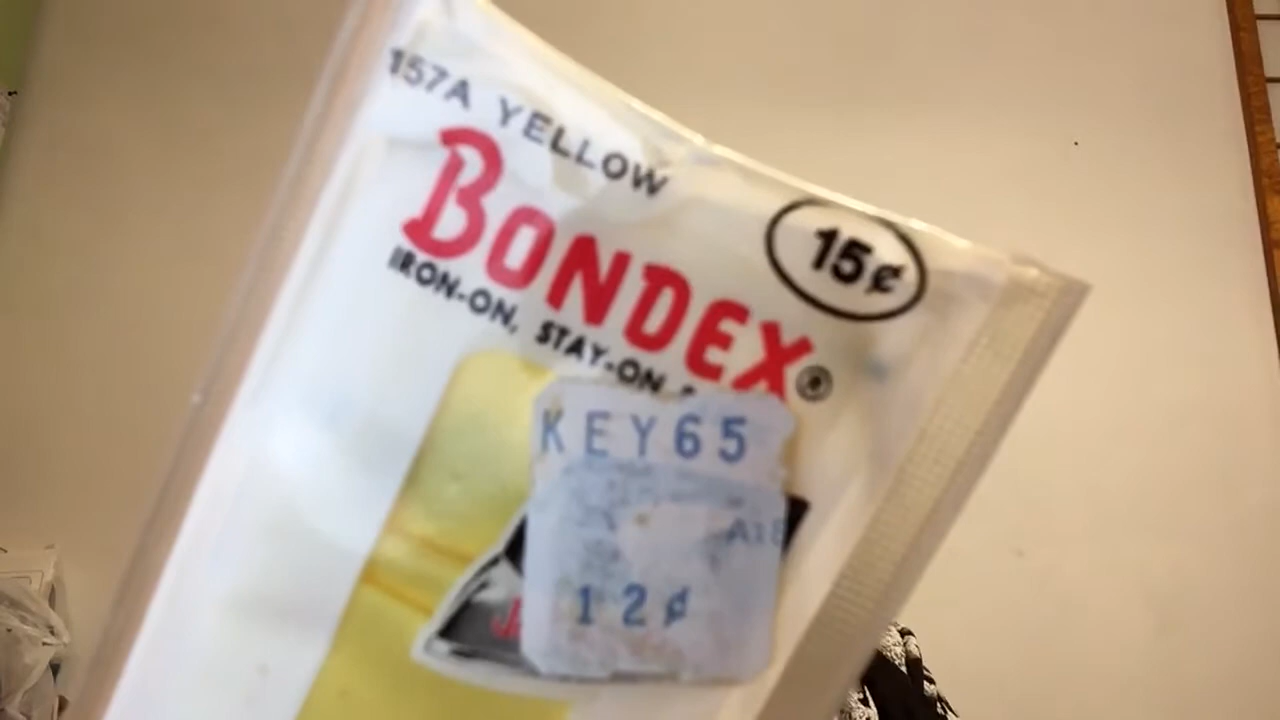 157A YELLOW
BONDEX®
15¢
IRON-ON, STAY-ON
KEY65
12¢